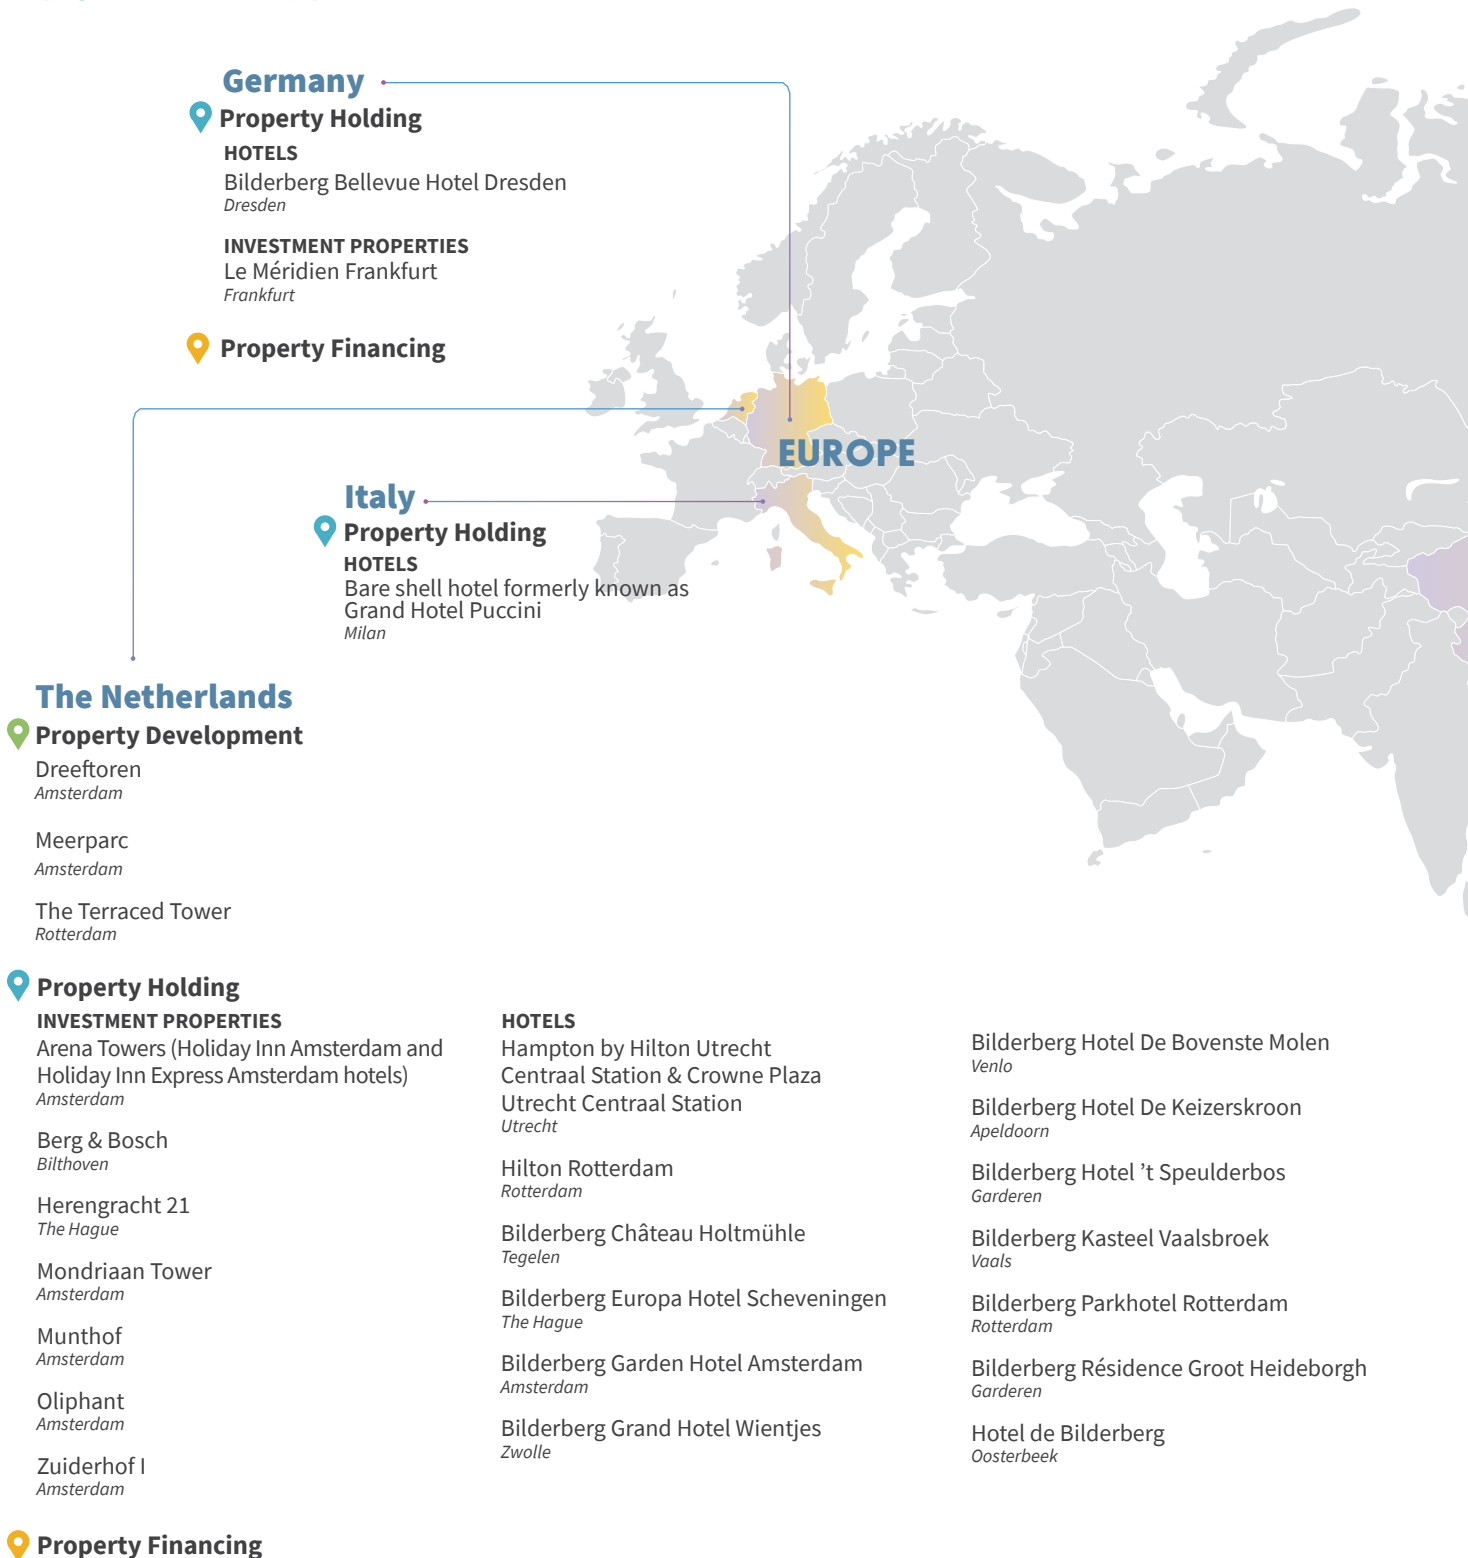 Germany
Property Holding
HOTELS
Bilderberg Bellevue Hotel Dresden
Dresden
INVESTMENT PROPERTIES
Le Méridien Frankfurt
Frankfurt
Property Financing
EUROPE
Italy
Property Holding
HOTELS
Bare shell hotel formerly known as
Grand Hotel Puccini
Milan
The Netherlands
Property Development
Dreeftoren
Amsterdam
Meerparc
Amsterdam
The Terraced Tower
Rotterdam
Property Holding
INVESTMENT PROPERTIES
Arena Towers (Holiday Inn Amsterdam and
Holiday Inn Express Amsterdam hotels)
Amsterdam
Berg & Bosch
Bilthoven
Herengracht 21
The Hague
Mondriaan Tower
Amsterdam
Munthof
Amsterdam
Oliphant
Amsterdam
Zuiderhof I
Amsterdam
HOTELS
Hampton by Hilton Utrecht
Centraal Station & Crowne Plaza
Utrecht Centraal Station
Utrecht
Hilton Rotterdam
Rotterdam
Bilderberg Château Holtmühle
Tegelen
Bilderberg Europa Hotel Scheveningen
The Hague
Bilderberg Garden Hotel Amsterdam
Amsterdam
Bilderberg Grand Hotel Wientjes
Zwolle
Bilderberg Hotel De Bovenste Molen
Venlo
Bilderberg Hotel De Keizerskroon
Apeldoorn
Bilderberg Hotel ’t Speulderbos
Garderen
Bilderberg Kasteel Vaalsbroek
Vaals
Bilderberg Parkhotel Rotterdam
Rotterdam
Bilderberg Résidence Groot Heideborgh
Garderen
Hotel de Bilderberg
Oosterbeek
Property Financing